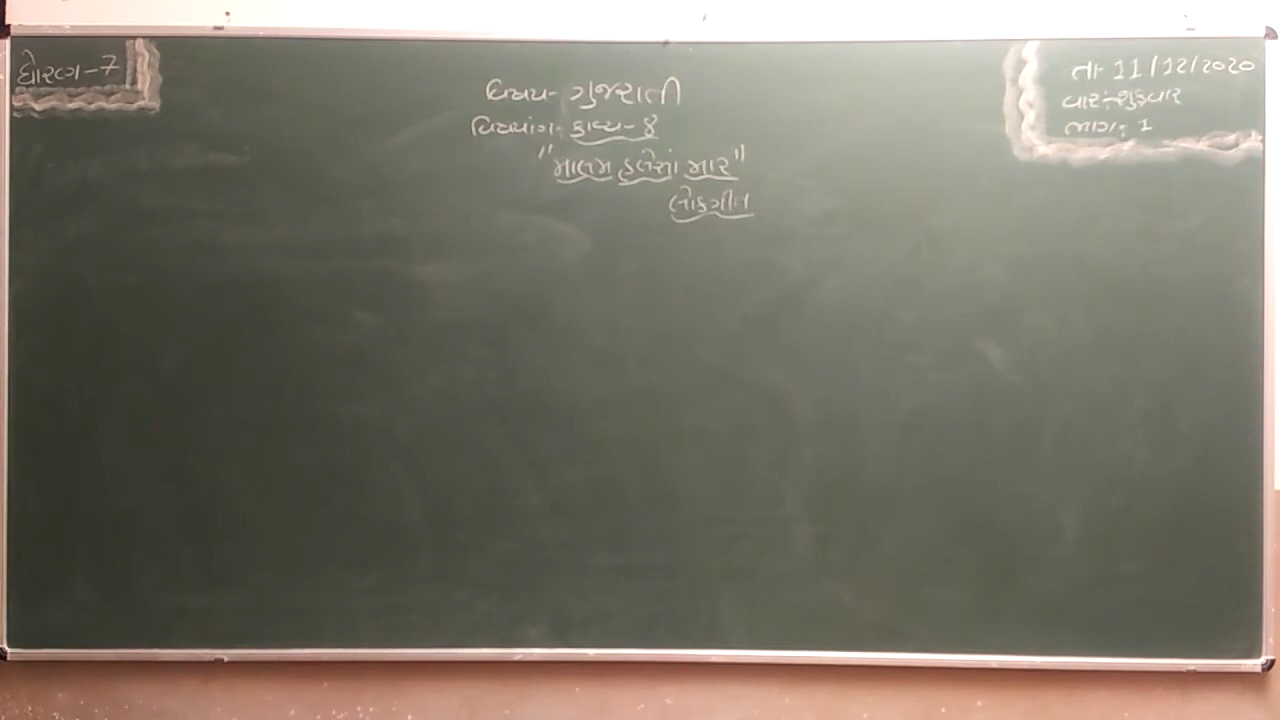 ધોરણ-7
વિષય- ગુજરાતી
વિષયાંગ- કાવ્ય-૪
"માલમ હલેસાં માર"
લોકગીત
તા- 11/12/2020
વાર:- શુક્રવાર
ભાગ:- 1